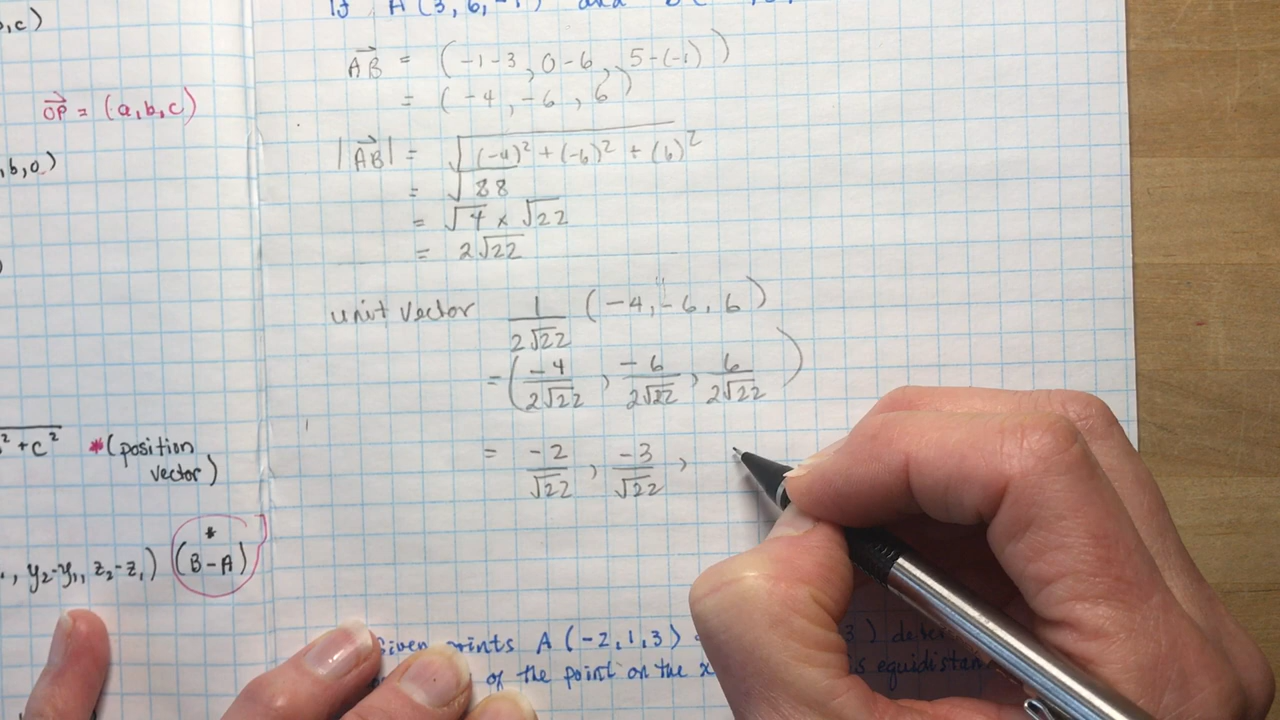 , c)
OP = (a, b, c)
, b, 0)
² + c² *(position
vector)
, y₂-y₁, z₂-z₁) (B-A)
*
If A(3, 6, -1) and
AB = (-1-3, 0-6, 5-(-1))
= (-4, -6, 6)
|AB| = √(-4)² + (-6)² + (6)²
= √88
= √4 × √22
= 2√22
unit vector 1/2√22 (-4, -6, 6)
= (-4/2√22, -6/2√22, 6/2√22)
= -2/√22, -3/√22,
Given points A (-2, 1, 3) 3)
of the point on the x is equidistan